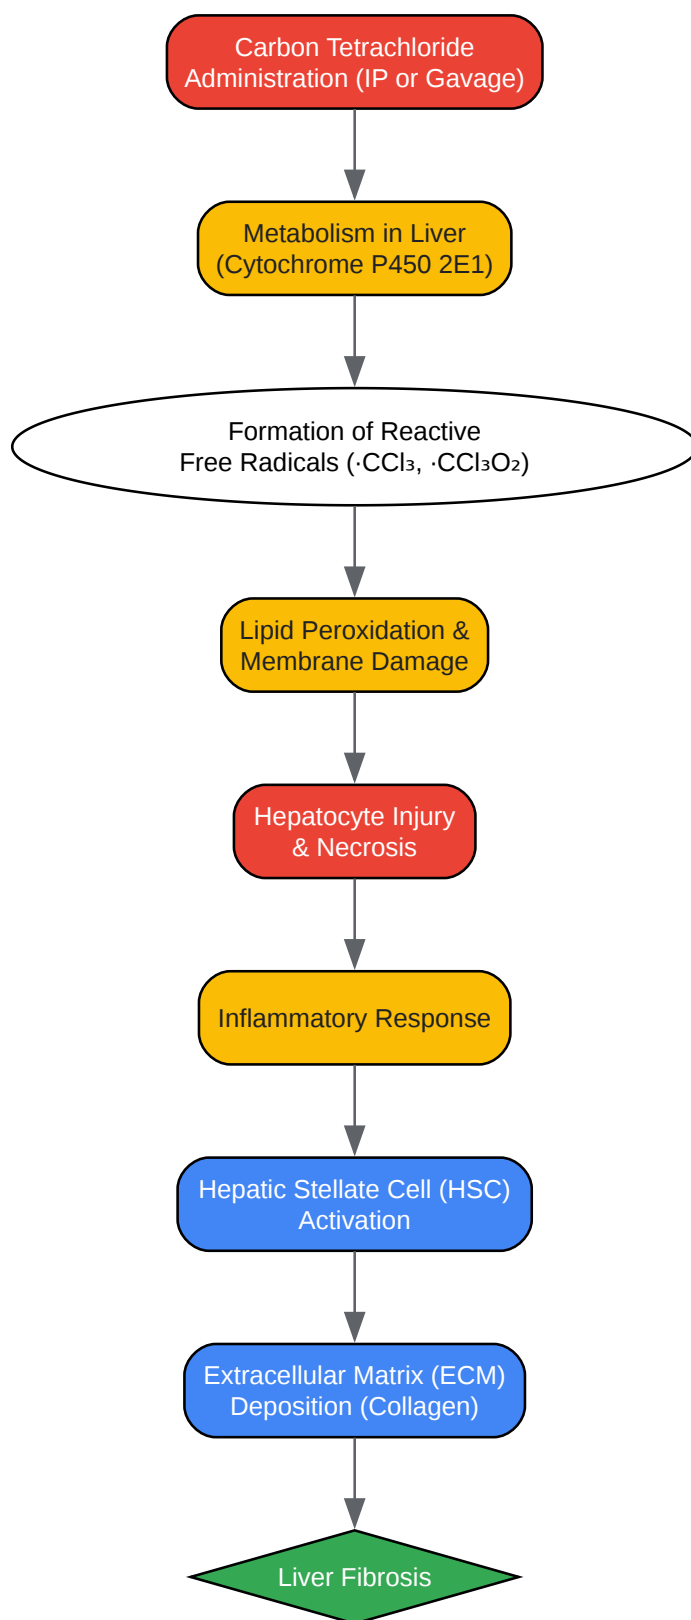 Carbon Tetrachloride
Administration (IP or Gavage)
Metabolism in Liver
(Cytochrome P450 2E1)
Formation of Reactive
Free Radicals (·CCl₃, ·CCl₃O₂)
Lipid Peroxidation &
Membrane Damage
Hepatocyte Injury
& Necrosis
Inflammatory Response
Hepatic Stellate Cell (HSC)
Activation
Extracellular Matrix (ECM)
Deposition (Collagen)
Liver Fibrosis